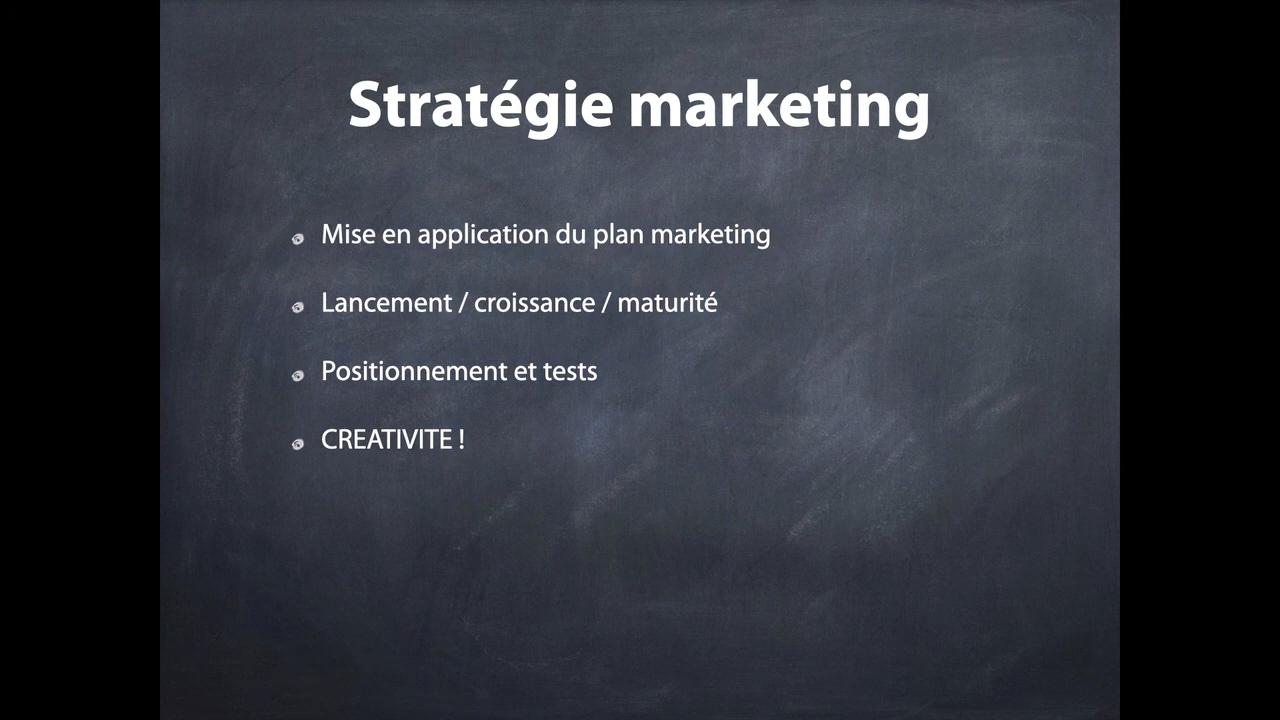 Stratégie marketing
Mise en application du plan marketing
Lancement / croissance / maturité
Positionnement et tests
CREATIVITE !